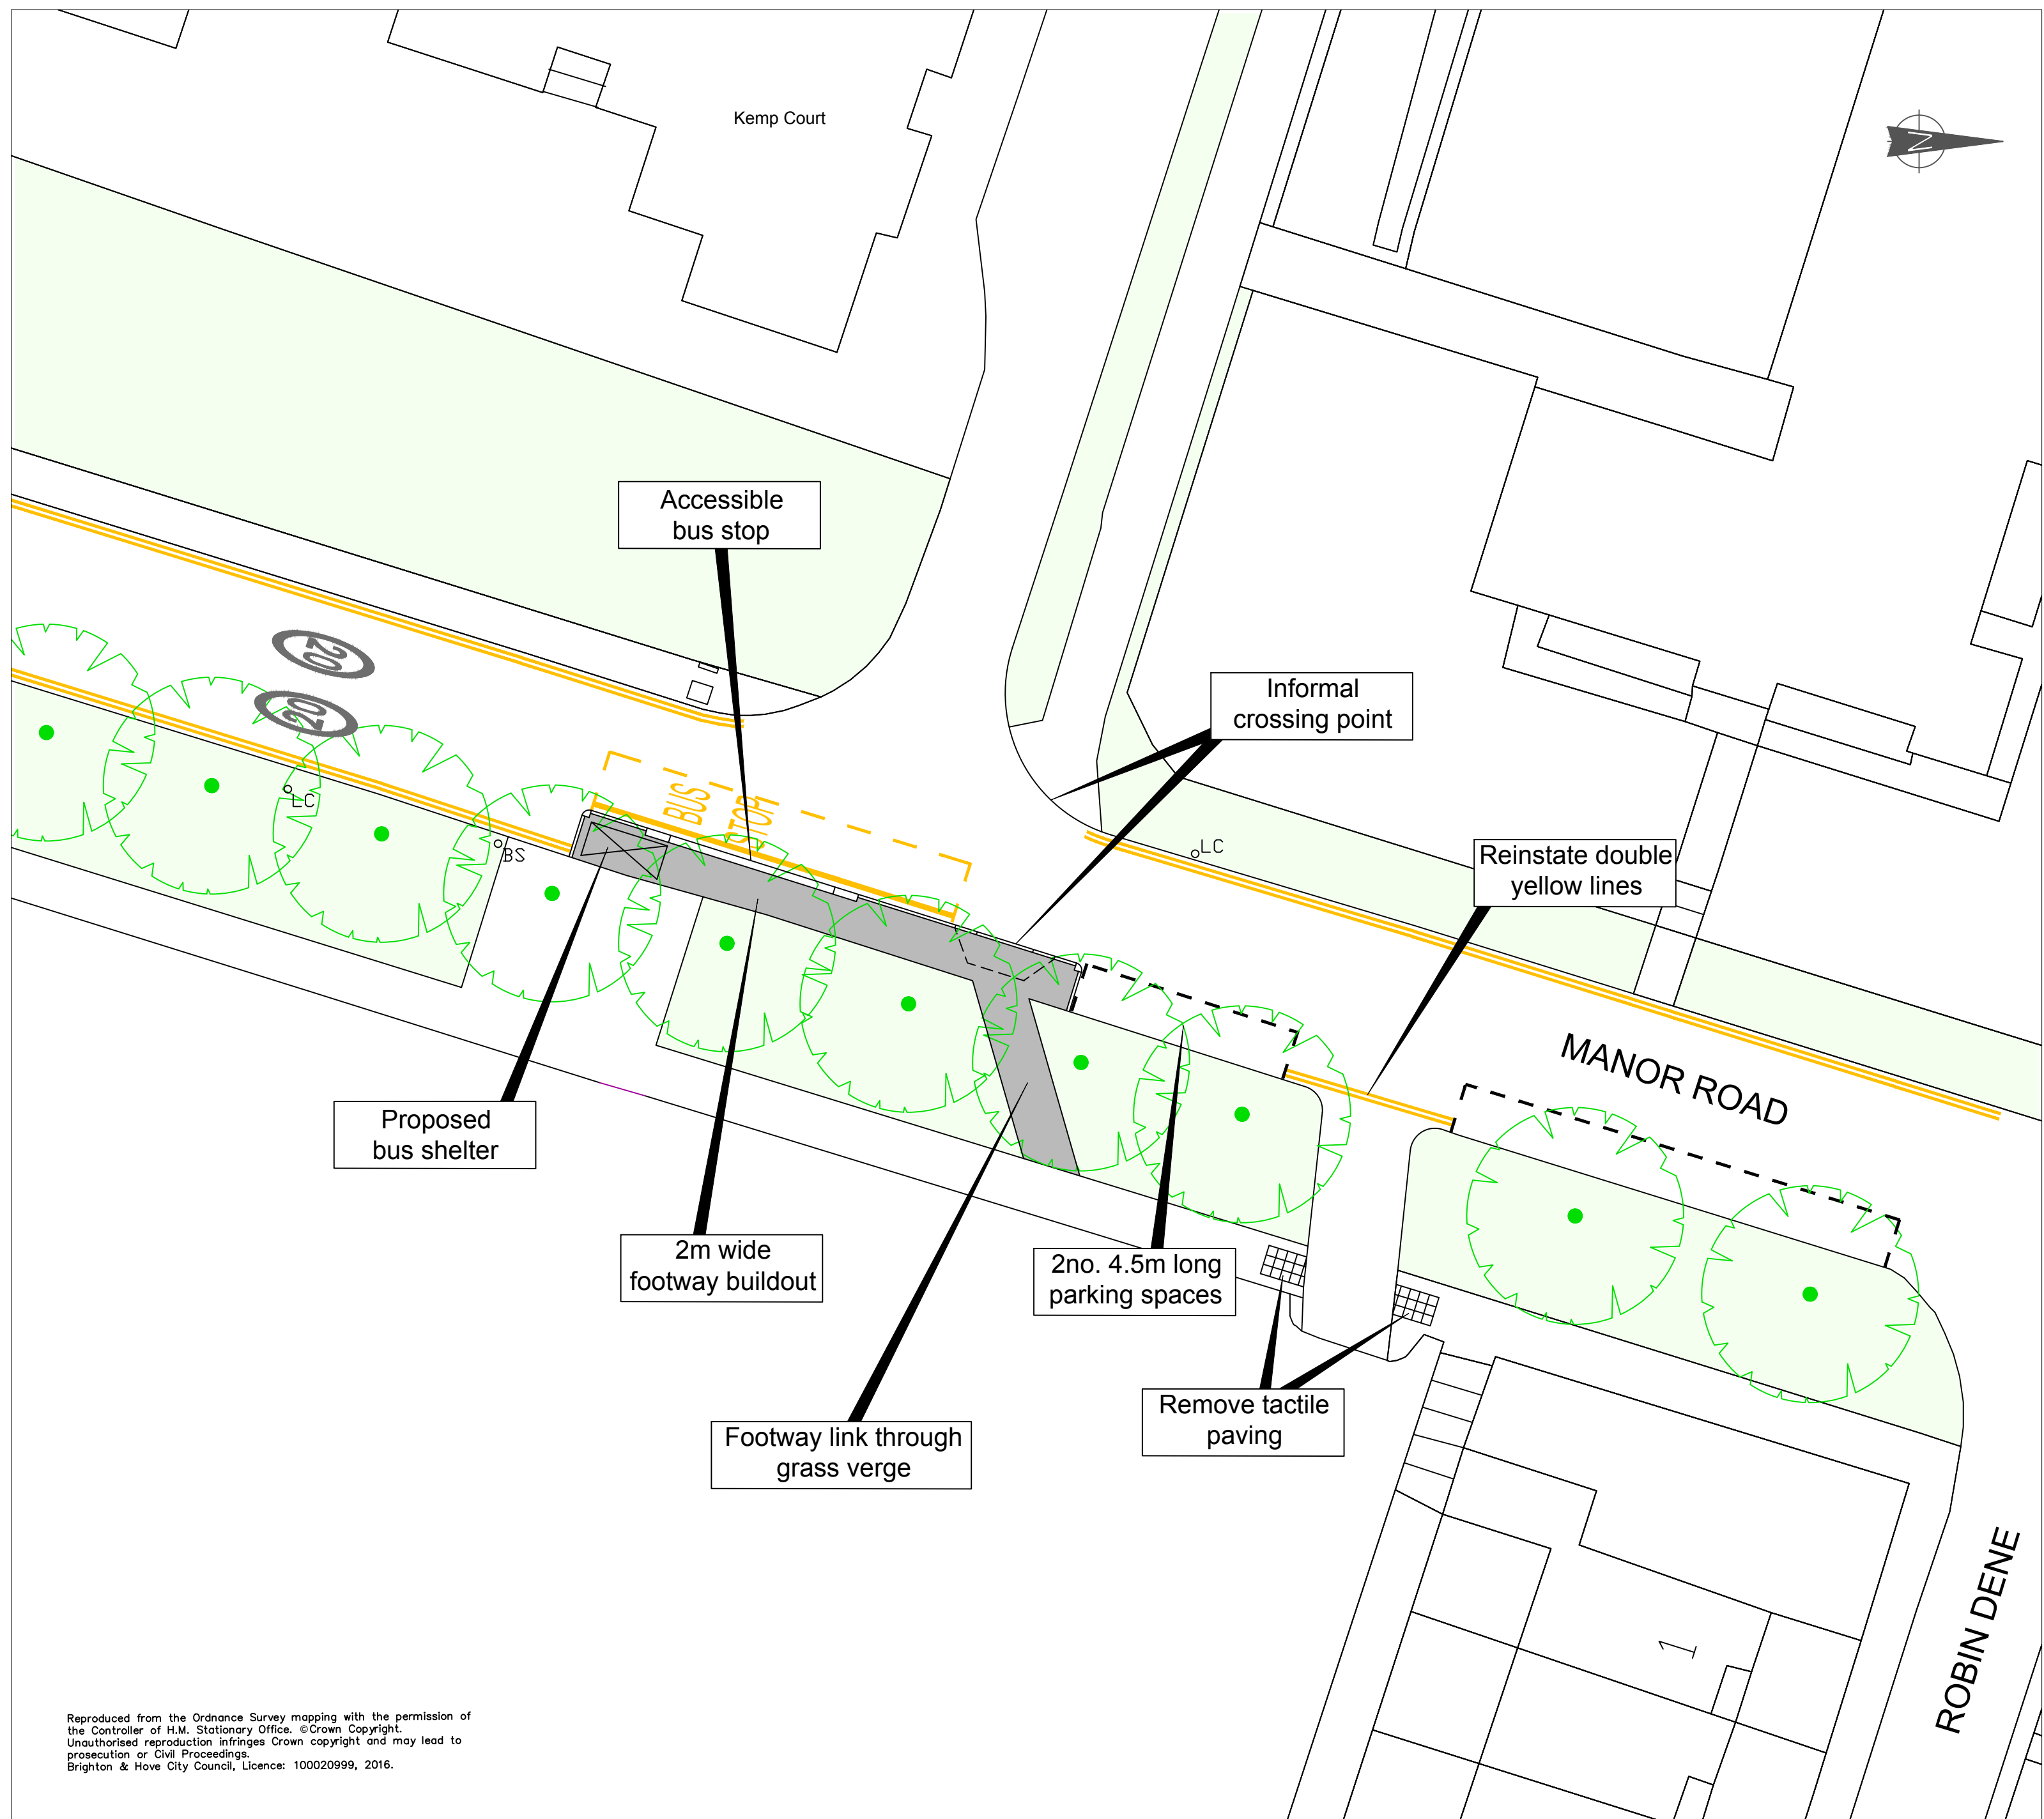 Kemp Court
N
Accessible
bus stop
20
20
Informal
crossing point
BUS
STOP
LC
BS
LC
Reinstate double
yellow lines
MANOR ROAD
Proposed
bus shelter
2m wide
footway buildout
2no. 4.5m long
parking spaces
Remove tactile
paving
Footway link through
grass verge
1
ROBIN DENE
Reproduced from the Ordnance Survey mapping with the permission of
the Controller of H.M. Stationary Office. ©Crown Copyright.
Unauthorised reproduction infringes Crown copyright and may lead to
prosecution or Civil Proceedings.
Brighton & Hove City Council, Licence: 100020999, 2016.